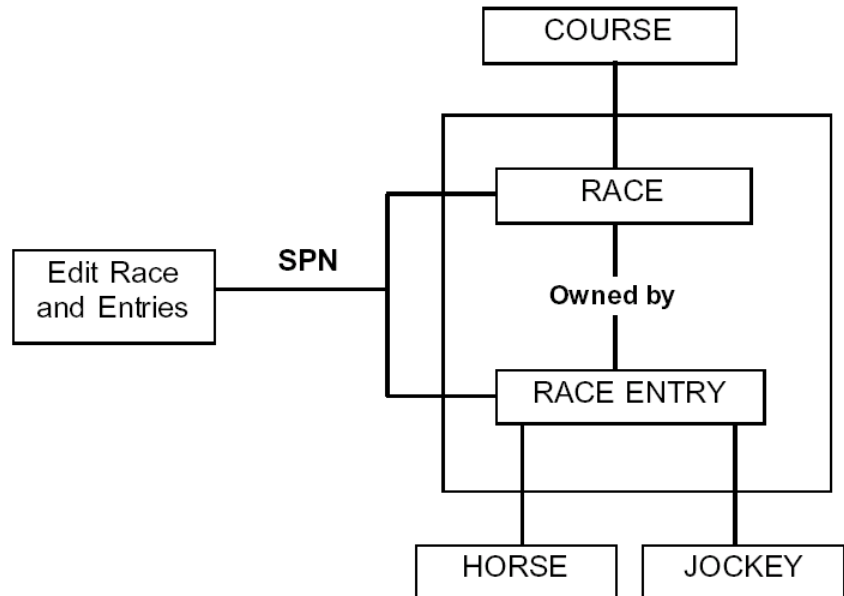 COURSE
RACE
SPN
Edit Race
and Entries
Owned by
RACE ENTRY
HORSE
JOCKEY